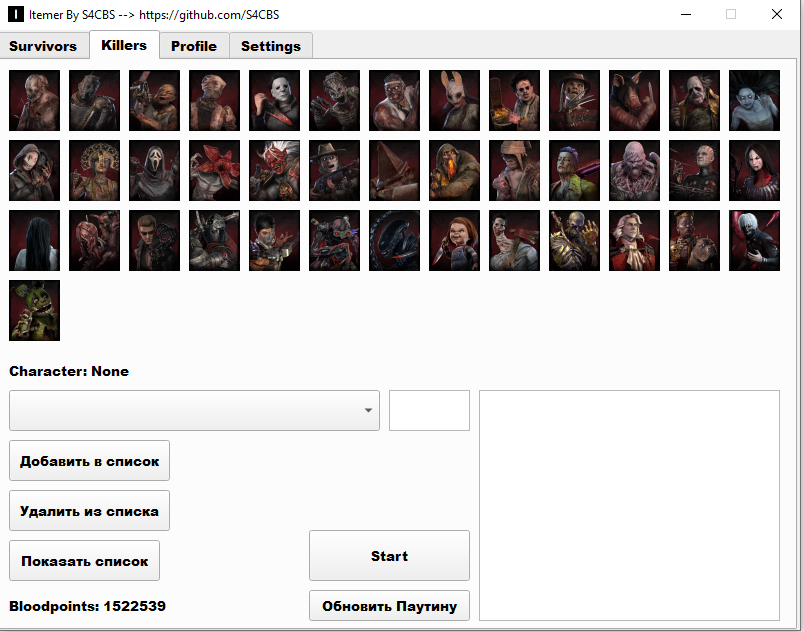 Itemer By S4CBS --> https://github.com/S4CBS
Survivors Killers Profile Settings
Character: None
Добавить в список
Удалить из списка
Показать список
Start
Bloodpoints: 1522539
Обновить Паутину